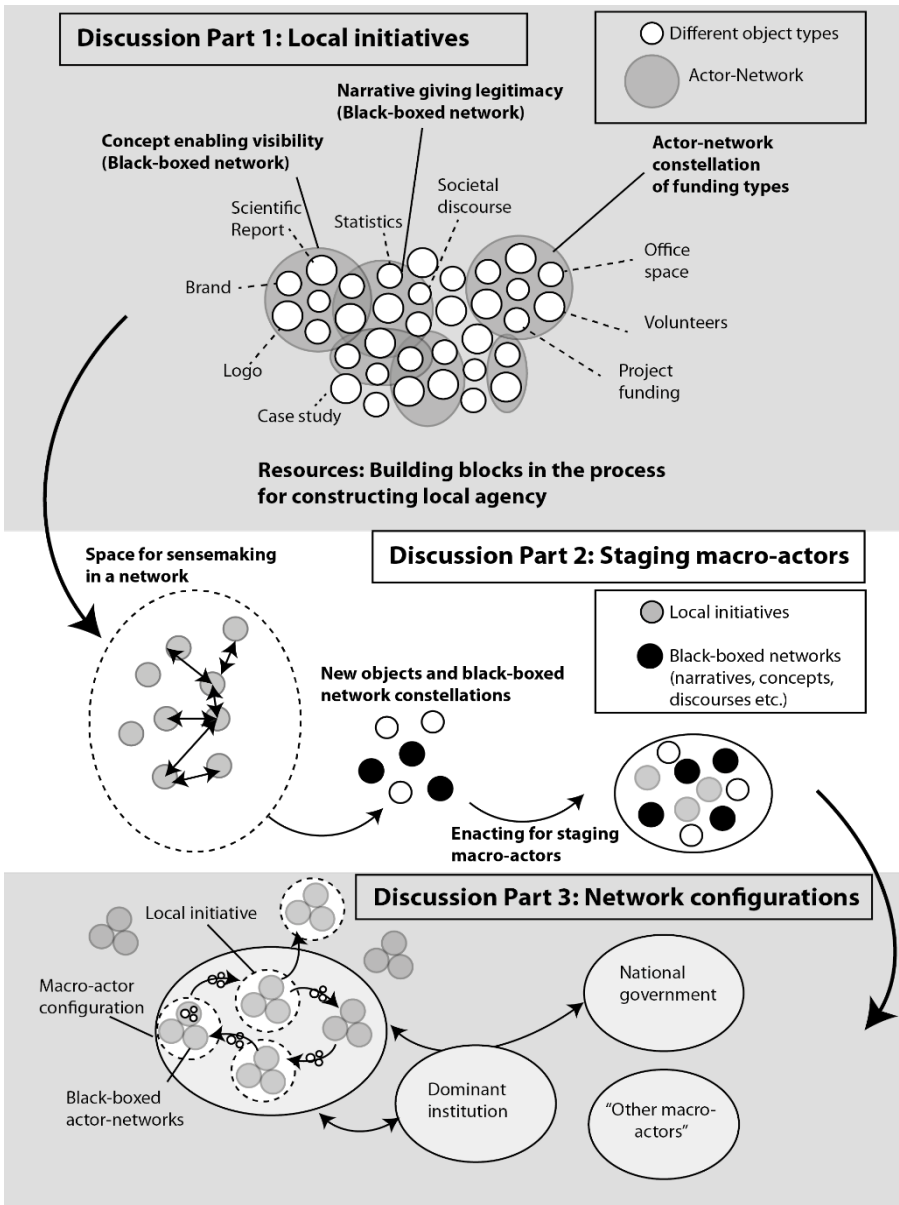 Discussion Part 1: Local initiatives
Different object types
Actor-Network
Narrative giving legitimacy
(Black-boxed network)
Concept enabling visibility
(Black-boxed network)
Actor-network
constellation
of funding types
Scientific
Report
Statistics
Societal
discourse
Brand
Office
space
Volunteers
Logo
Project
funding
Case study
Resources: Building blocks in the process
for constructing local agency
Discussion Part 2: Staging macro-actors
Space for sensemaking
in a network
Local initiatives
Black-boxed networks
(narratives, concepts,
discourses etc.)
New objects and black-boxed
network constellations
Enacting for staging
macro-actors
Discussion Part 3: Network configurations
Local initiative
Macro-actor
configuration
Black-boxed
actor-networks
National
government
Dominant
institution
“Other macro-
actors”